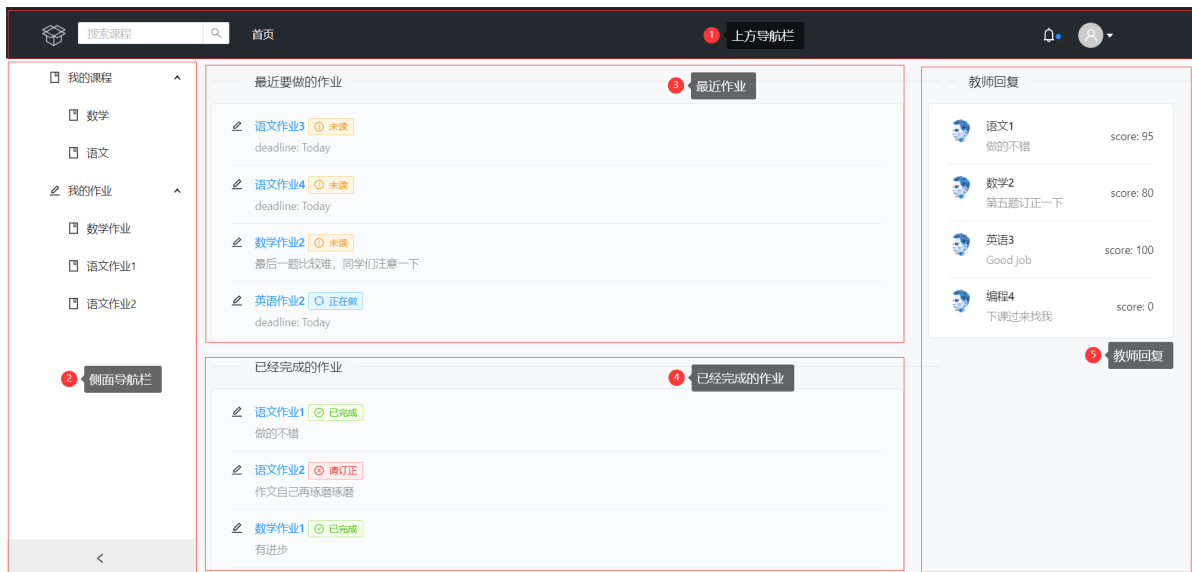 搜索课程
首页
1 上方导航栏
我的课程
数学
语文
我的作业
数学作业
语文作业1
语文作业2
2 侧面导航栏
最近要做的作业
3 最近作业
语文作业3 未读
deadline: Today
语文作业4 未读
deadline: Today
数学作业2 未读
最后一题比较难，同学们注意一下
英语作业2 正在做
deadline: Today
已经完成的作业
4 已经完成的作业
语文作业1 已完成
做的不错
语文作业2 请订正
作文自己再琢磨琢磨
数学作业1 已完成
有进步
教师回复
语文1
做的不错
score: 95
数学2
第五题订正一下
score: 80
英语3
Good job
score: 100
编程4
下课过来找我
score: 0
5 教师回复